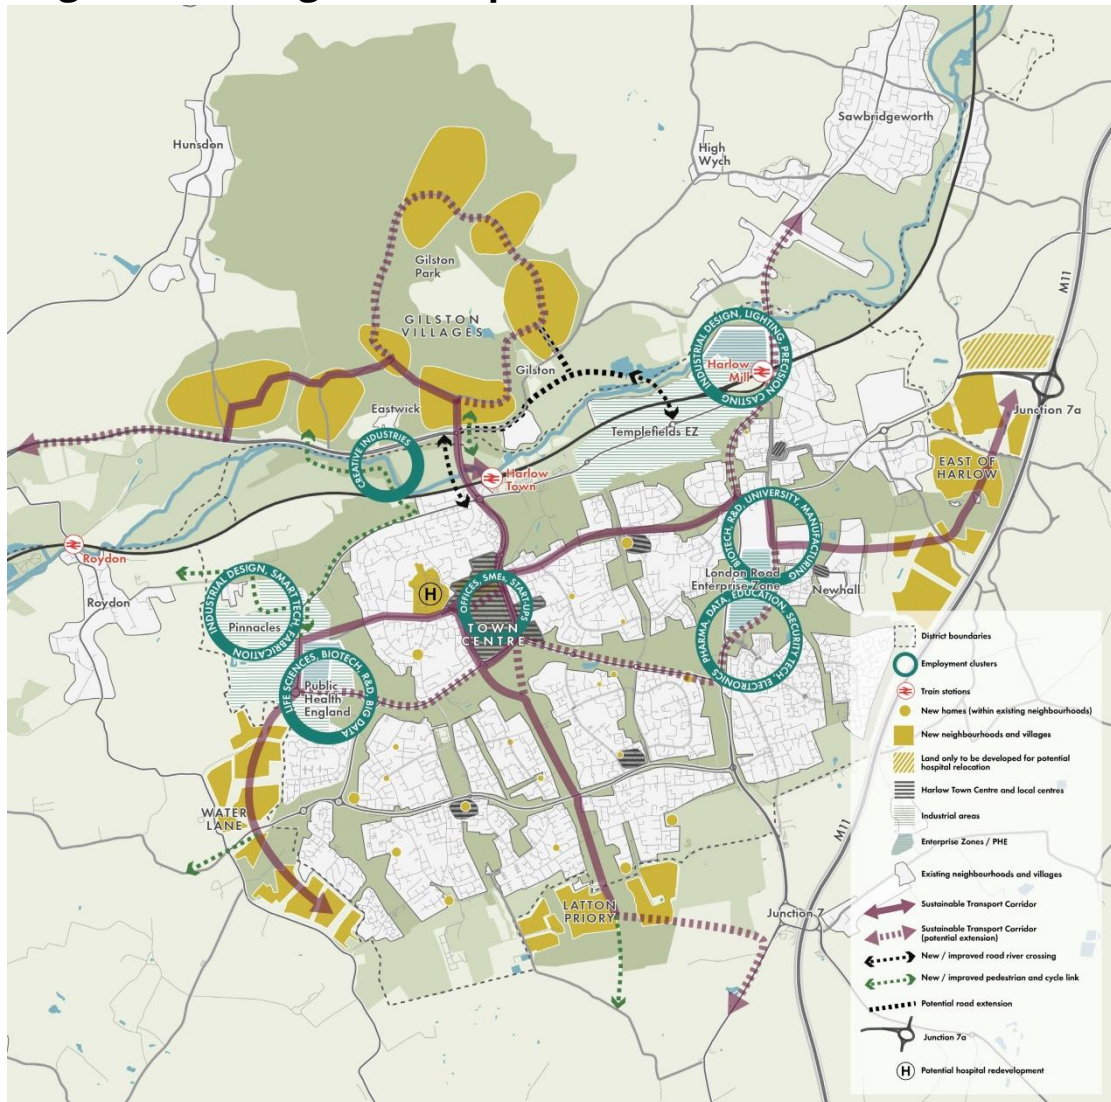 Sawbridgeworth
Hunsdon
High
Wych
M11
Gilston
Park
GILSTON
VILLAGES
INDUSTRIAL DESIGN, LIGHTING, PRECISION CASTING
Harlow
Mill
Gilston
Eastwick
Junction 7a
Templefields EZ
CREATIVE INDUSTRIES
EAST OF
HARLOW
Harlow
Town
BIOTECH, R&D, UNIVERSITY, MANUFACTURING
Roydon
London Road
Enterprise Zone
Newhall
Roydon
INDUSTRIAL DESIGN, SMART TECH FABRICATION
Pinnacles
H
OFFICES, SMEs, START-UPS
TOWN
CENTRE
PHARMA, DATA, EDUCATION, SECURITY TECH, ELECTRONICS
LIFE SCIENCES, BIOTECH, R&D, BIG DATA
Public
Health
England
WATER
LANE
M11
LATTON
PRIORY
Junction 7
District boundaries
Employment clusters
Train stations
New homes (within existing neighbourhoods)
New neighbourhoods and villages
Land only to be developed for potential
hospital relocation
Harlow Town Centre and local centres
Industrial areas
Enterprise Zones / PHE
Existing neighbourhoods and villages
Sustainable Transport Corridor
Sustainable Transport Corridor
(potential extension)
New / improved road river crossing
New / improved pedestrian and cycle link
Potential road extension
Junction 7a
H
Potential hospital redevelopment